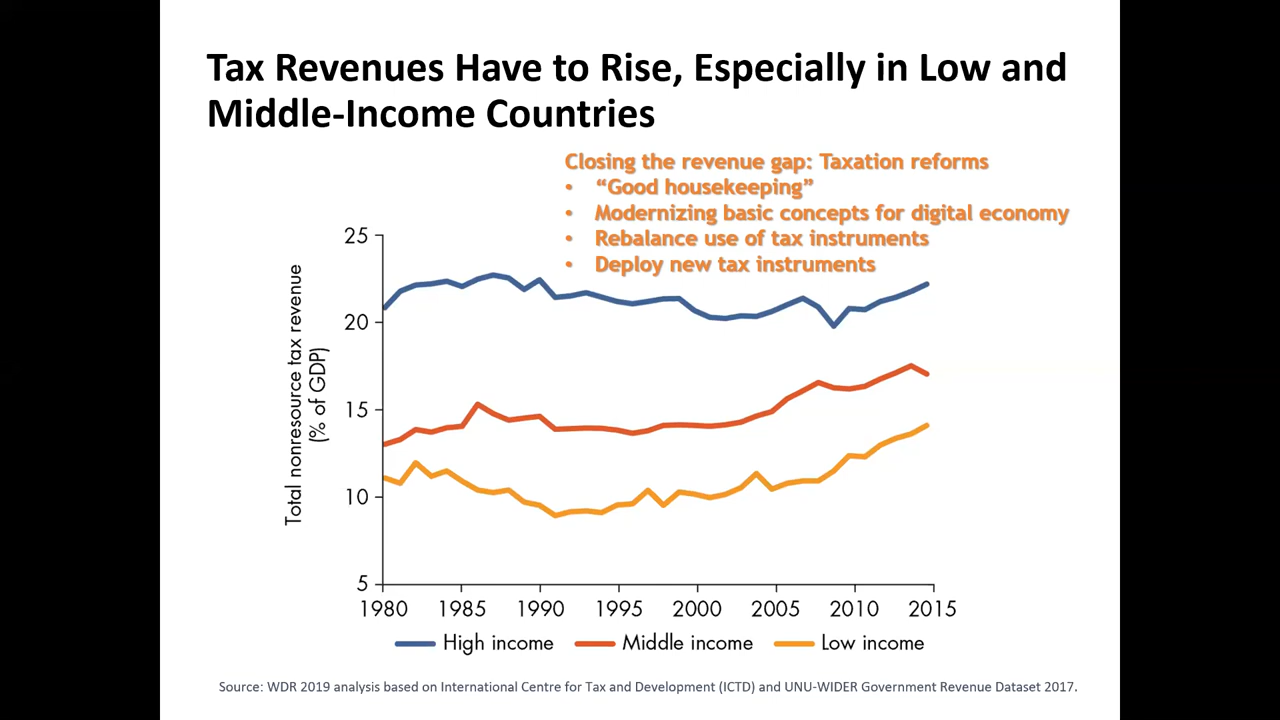 Tax Revenues Have to Rise, Especially in Low and
Middle-Income Countries
Closing the revenue gap: Taxation reforms
• “Good housekeeping”
• Modernizing basic concepts for digital economy
• Rebalance use of tax instruments
• Deploy new tax instruments
Total nonresource tax revenue
(% of GDP)
25
20
15
10
5
1980 1985 1990 1995 2000 2005 2010 2015
High income Middle income Low income
Source: WDR 2019 analysis based on International Centre for Tax and Development (ICTD) and UNU-WIDER Government Revenue Dataset 2017.